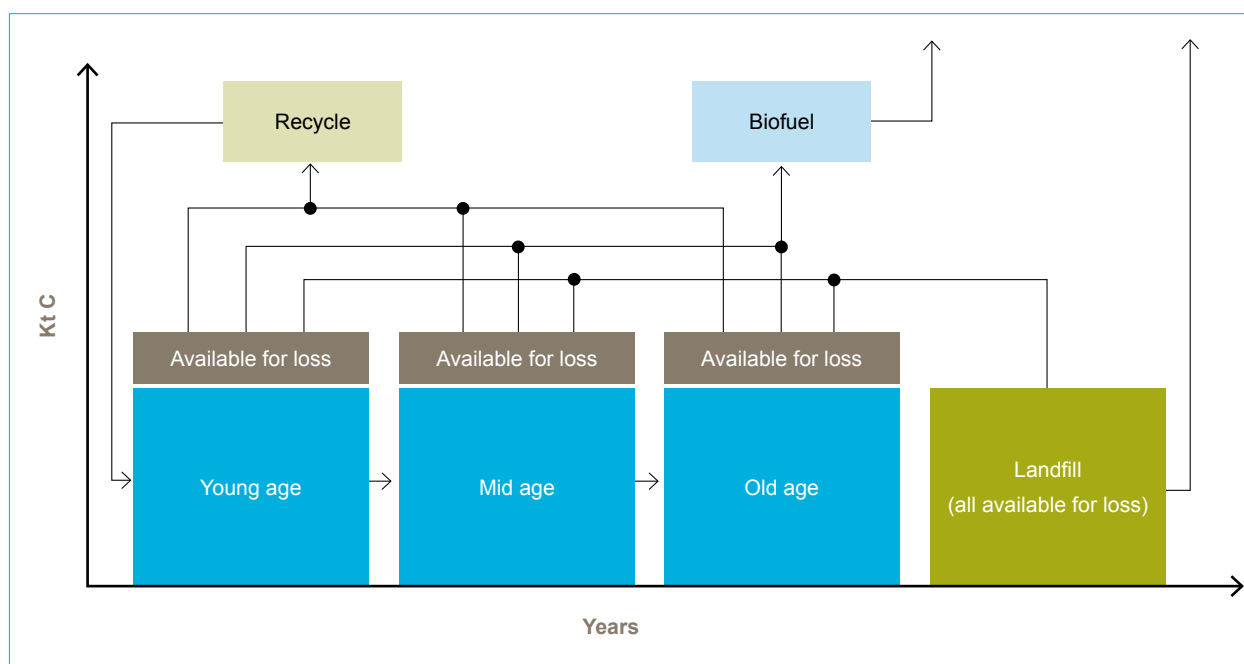 Recycle
Biofuel
Kt C
Available for loss
Available for loss
Available for loss
Young age
Mid age
Old age
Landfill
(all available for loss)
Years